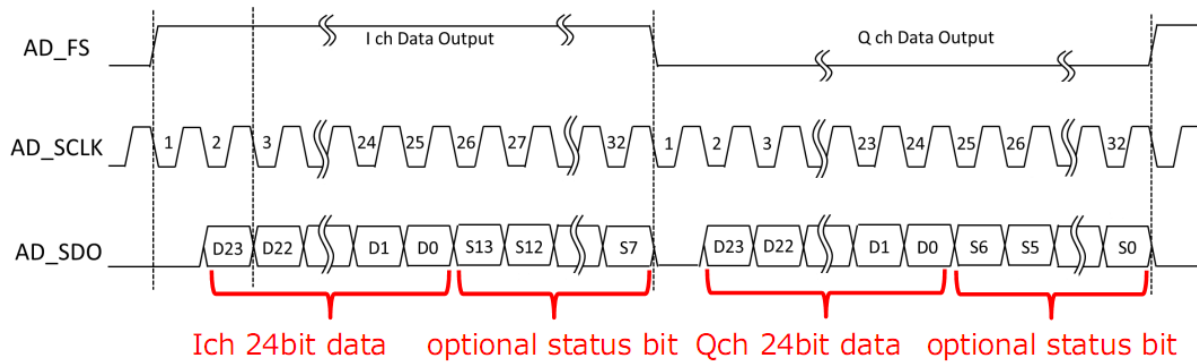 AD_FS I ch Data Output Q ch Data Output
AD_SCLK 1 2 3 24 25 26 27 32 1 2 3 23 24 25 26 32
AD_SDO D23 D22 D1 D0 S13 S12 S7 D23 D22 D1 D0 S6 S5 S0
Ich 24bit data optional status bit Qch 24bit data optional status bit